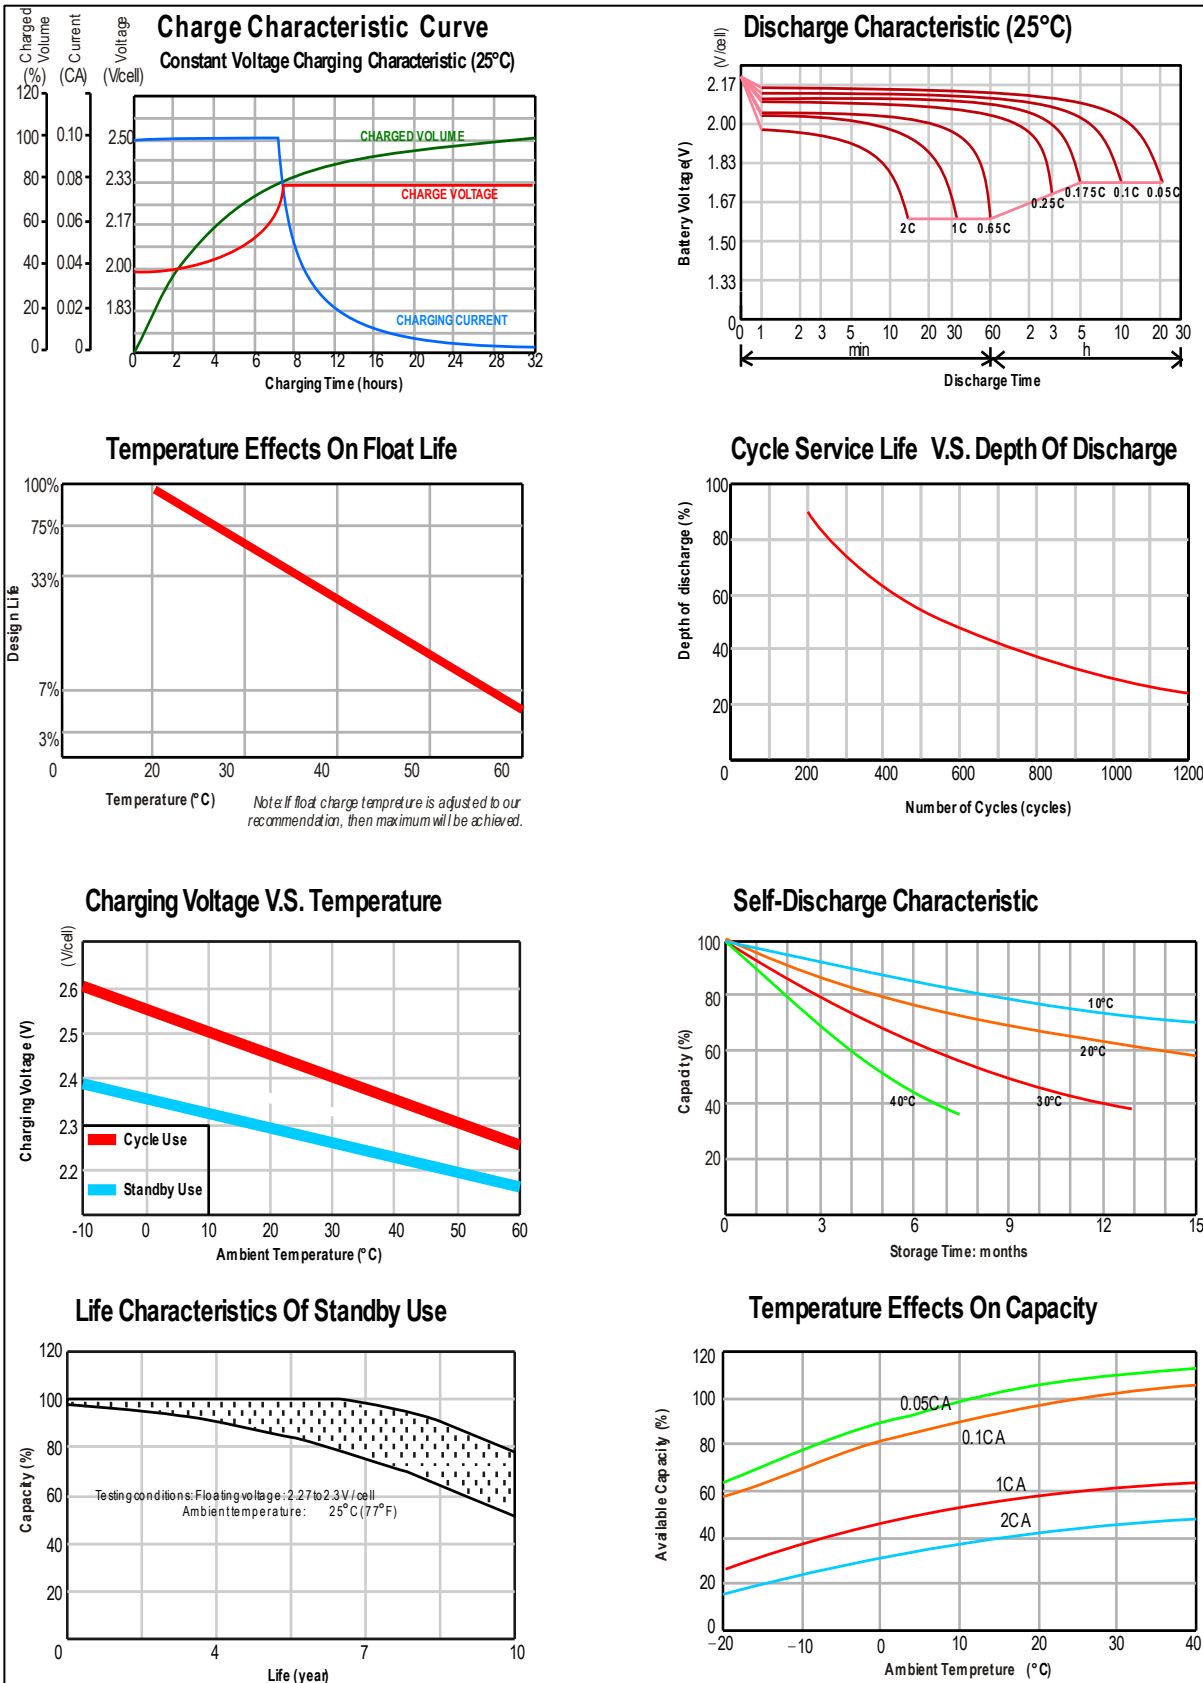 Charge Characteristic Curve
Constant Voltage Charging Characteristic (25°C)
Charged Volume (%)
Current (CA)
Voltage (V/cell)
120
100 0.10 2.50
80 0.08 2.33
60 0.06 2.17
40 0.04 2.00
20 0.02 1.83
0 0
CHARGED VOLUME
CHARGE VOLTAGE
CHARGING CURRENT
0 2 4 6 8 12 16 20 24 28 32
Charging Time (hours)
Discharge Characteristic (25°C)
(V/cell)
Battery Voltage(V)
2.17
2.00
1.83
1.67
1.50
1.33
0
2C 1C 0.65C 0.25C 0.175C 0.1C 0.05C
0 1 2 3 5 10 20 30 60 2 3 5 10 20 30
min h
Discharge Time
Temperature Effects On Float Life
Design Life
100%
75%
33%
7%
3%
0 20 30 40 50 60
Temperature (°C)
Note:If float charge tempreture is adjusted to our
recommendation, then maximum will be achieved.
Cycle Service Life V.S. Depth Of Discharge
Depth of discharge (%)
100
80
60
40
20
0 200 400 600 800 1000 1200
Number of Cycles (cycles)
Charging Voltage V.S. Temperature
(V/cell)
Charging Voltage (V)
2.6
2.5
2.4
2.3
2.2
Cycle Use
Standby Use
-10 0 10 20 30 40 50 60
Ambient Temperature (°C)
Self-Discharge Characteristic
Capacity (%)
100
80
60
40
20
10°C
20°C
30°C
40°C
0 3 6 9 12 15
Storage Time: months
Life Characteristics Of Standby Use
Capacity (%)
120
100
80
60
40
20
Testing conditions: Floating voltage: 2.27 to 2.3 V / cell
Ambient temperature: 25°C (77°F)
0 4 7 10
Life (year)
Temperature Effects On Capacity
Available Capacity (%)
120
100
80
60
40
20
0
0.05CA
0.1CA
1CA
2CA
−20 −10 0 10 20 30 40
Ambient Tempreture (°C)